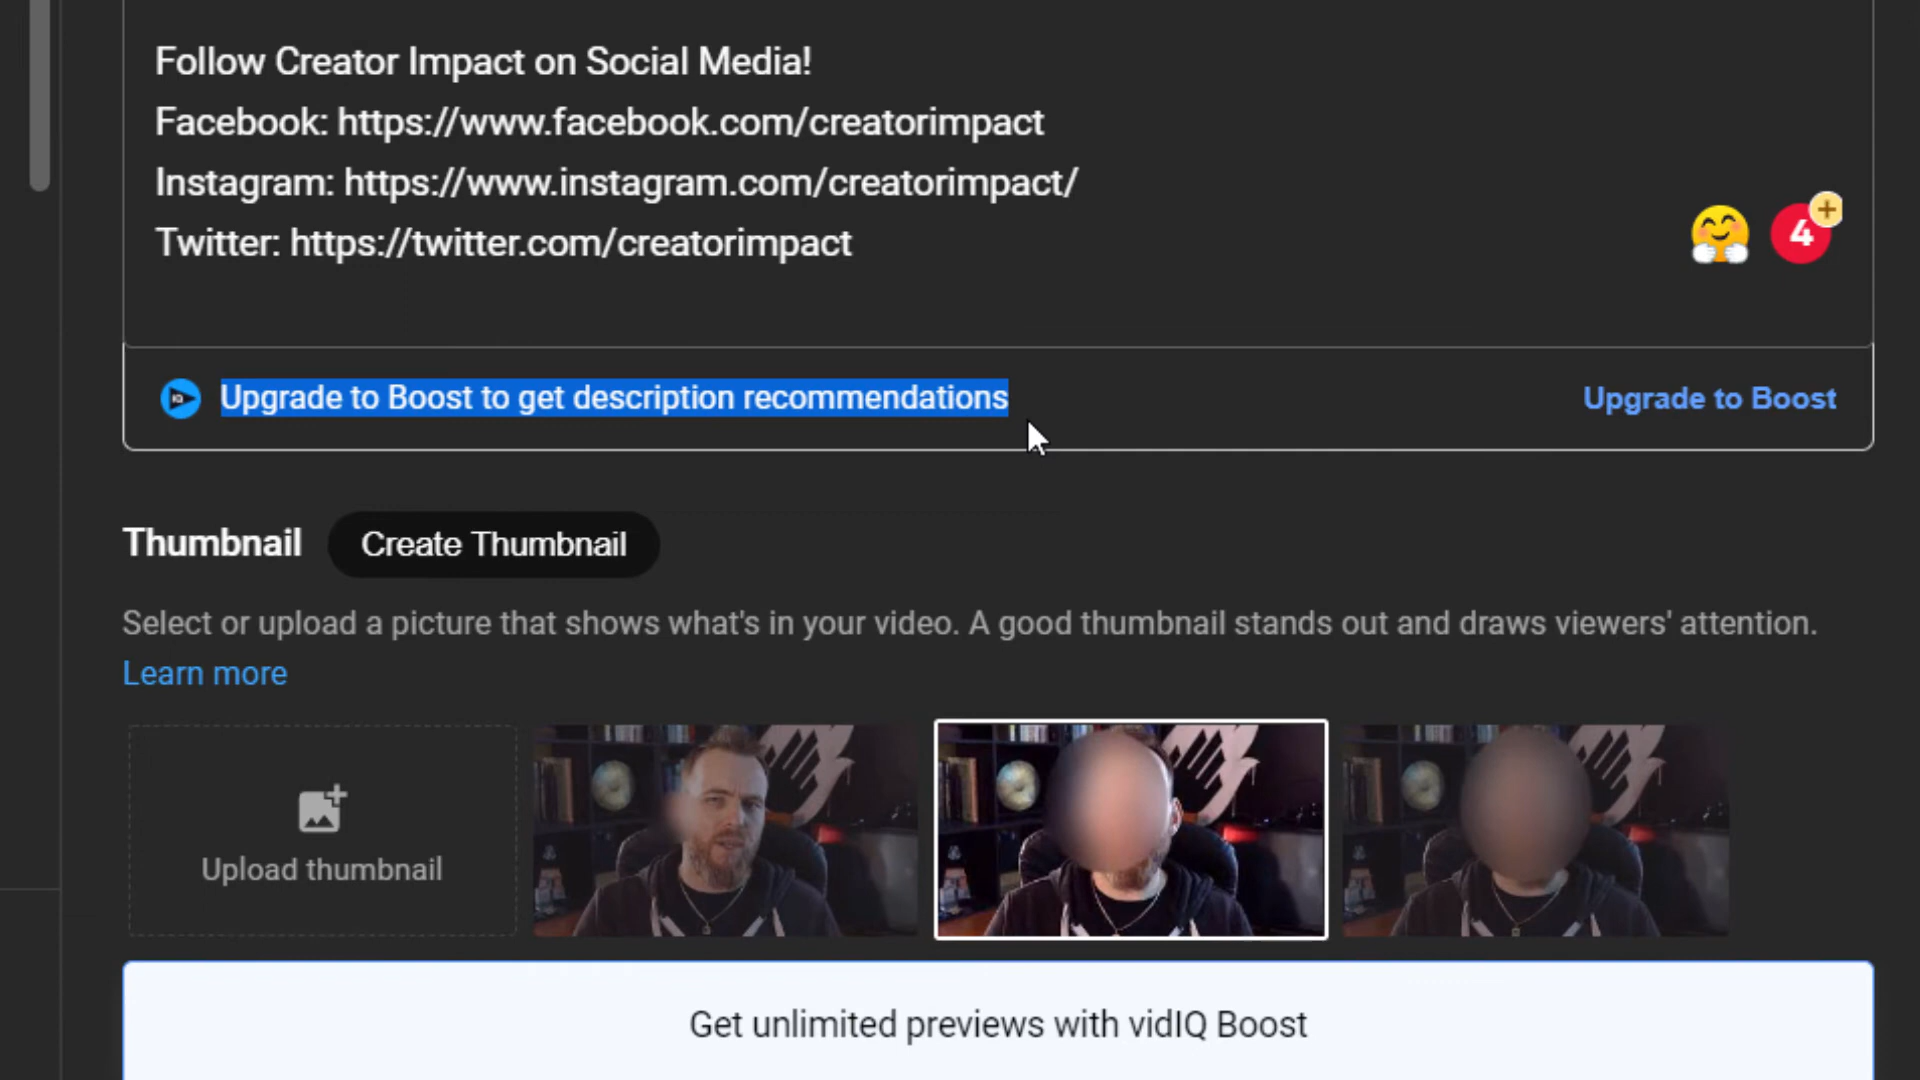 Follow Creator Impact on Social Media!
Facebook: https://www.facebook.com/creatorimpact
Instagram: https://www.instagram.com/creatorimpact/
Twitter: https://twitter.com/creatorimpact
4
+
IQ
Upgrade to Boost to get description recommendations
Upgrade to Boost
Thumbnail
Create Thumbnail
Select or upload a picture that shows what's in your video. A good thumbnail stands out and draws viewers' attention.
Learn more
Upload thumbnail
Get unlimited previews with vidIQ Boost